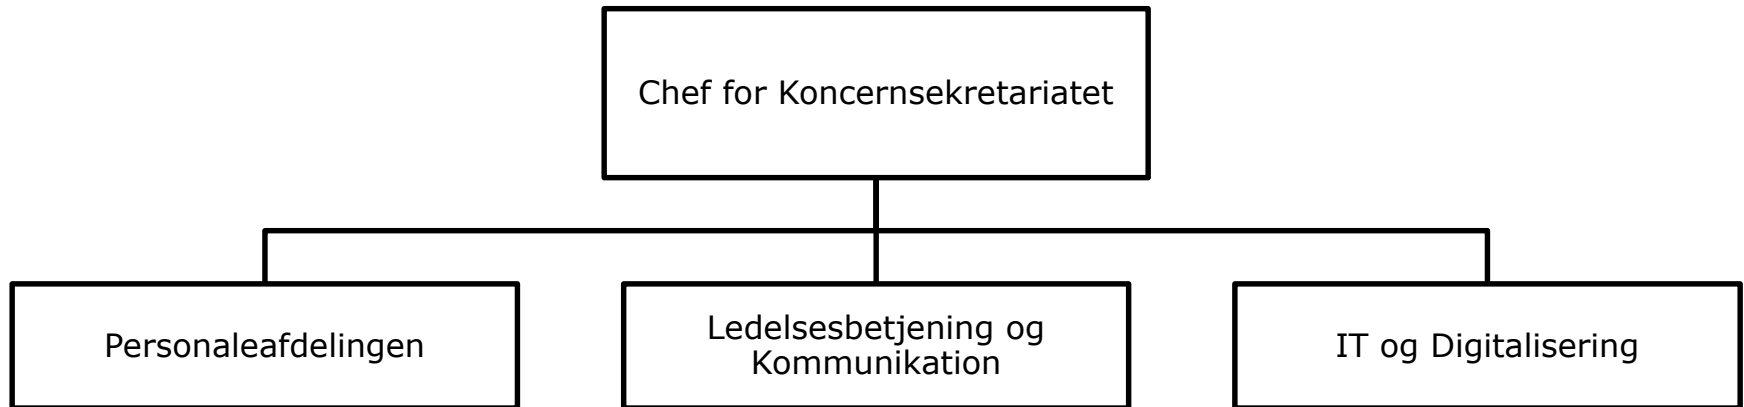 Chef for Koncernsekretariatet
Personaleafdelingen
Ledelsesbetjening og
Kommunikation
IT og Digitalisering